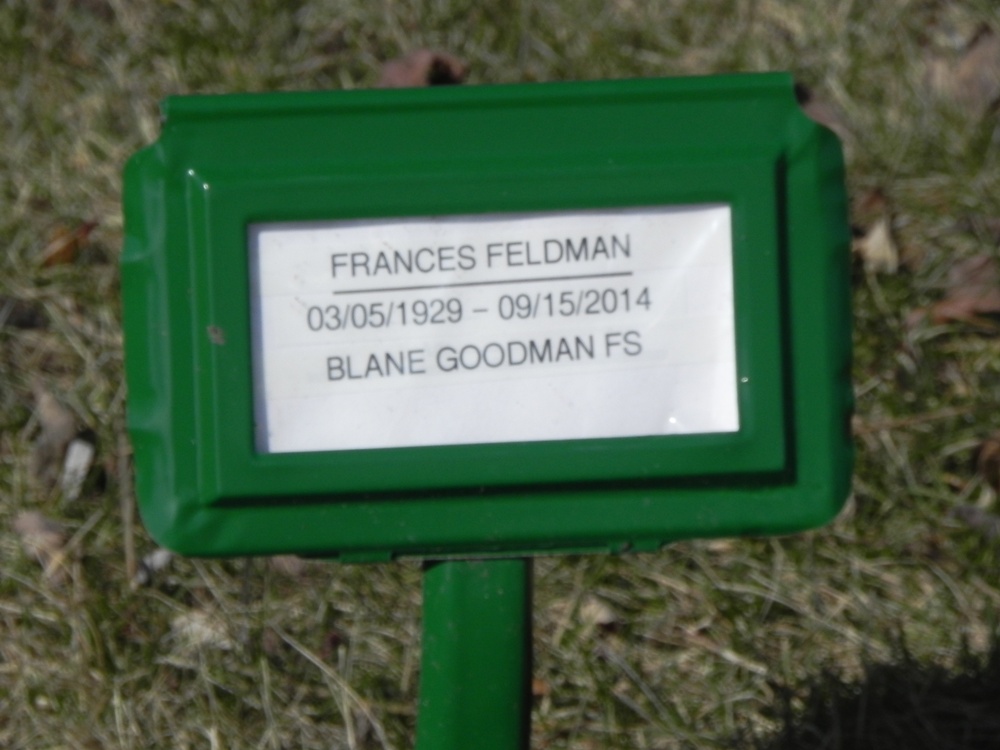 FRANCES FELDMAN
03/05/1929 – 09/15/2014
BLANE GOODMAN FS